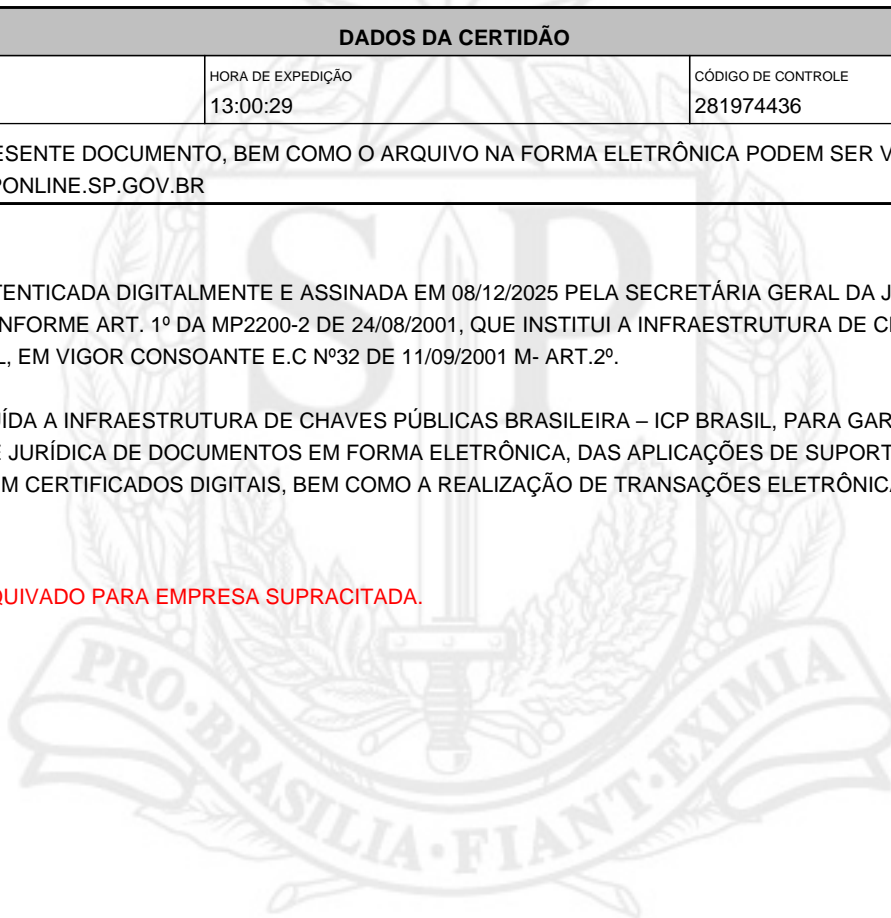 DADOS DA CERTIDÃO
HORA DE EXPEDIÇÃO
CÓDIGO DE CONTROLE
13:00:29
281974436
ESENTE DOCUMENTO, BEM COMO O ARQUIVO NA FORMA ELETRÔNICA PODEM SER V
PONLINE.SP.GOV.BR
TENTICADA DIGITALMENTE E ASSINADA EM 08/12/2025 PELA SECRETÁRIA GERAL DA J
NFORME ART. 1º DA MP2200-2 DE 24/08/2001, QUE INSTITUI A INFRAESTRUTURA DE C
L, EM VIGOR CONSOANTE E.C Nº32 DE 11/09/2001 M- ART.2º.
ÍDA A INFRAESTRUTURA DE CHAVES PÚBLICAS BRASILEIRA – ICP BRASIL, PARA GAR
E JURÍDICA DE DOCUMENTOS EM FORMA ELETRÔNICA, DAS APLICAÇÕES DE SUPORT
M CERTIFICADOS DIGITAIS, BEM COMO A REALIZAÇÃO DE TRANSAÇÕES ELETRÔNICA
QUIVADO PARA EMPRESA SUPRACITADA.
SP
PRO·BRASILIA·FIANT·EXIMIA